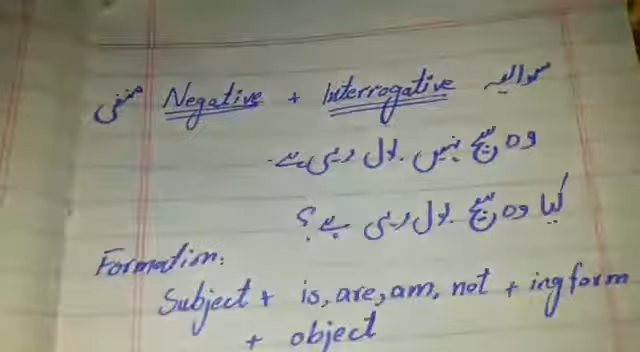 منفی Negative + Interrogative سوالیہ
وہ سچ نہیں بول رہی ہے۔
کیا وہ سچ بول رہی ہے؟
Formation:
Subject + is, are, am, not + ing form
+ object